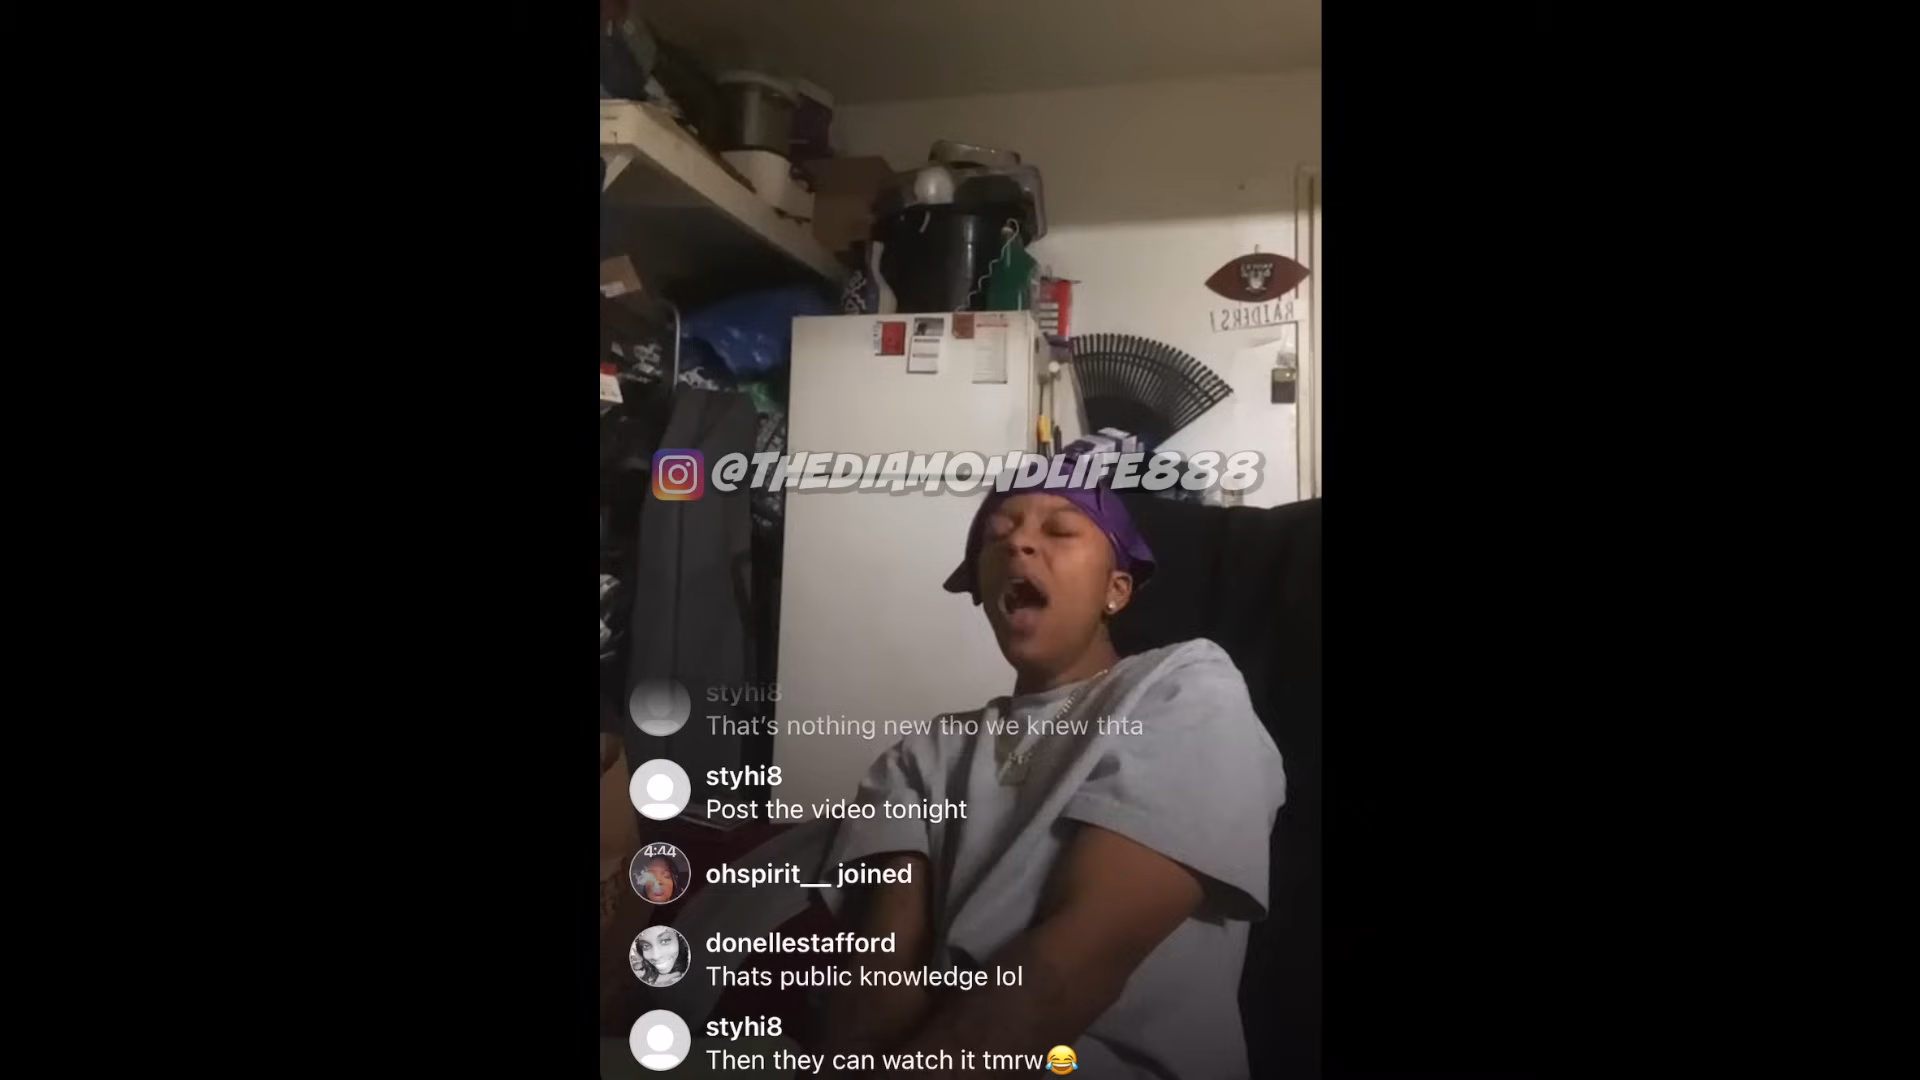 RAIDERS!
@THEDIAMONDLIFE888
styhi8
That's nothing new tho we knew thta
styhi8
Post the video tonight
4:44
ohspirit__ joined
donellestafford
Thats public knowledge lol
styhi8
Then they can watch it tmrw😂